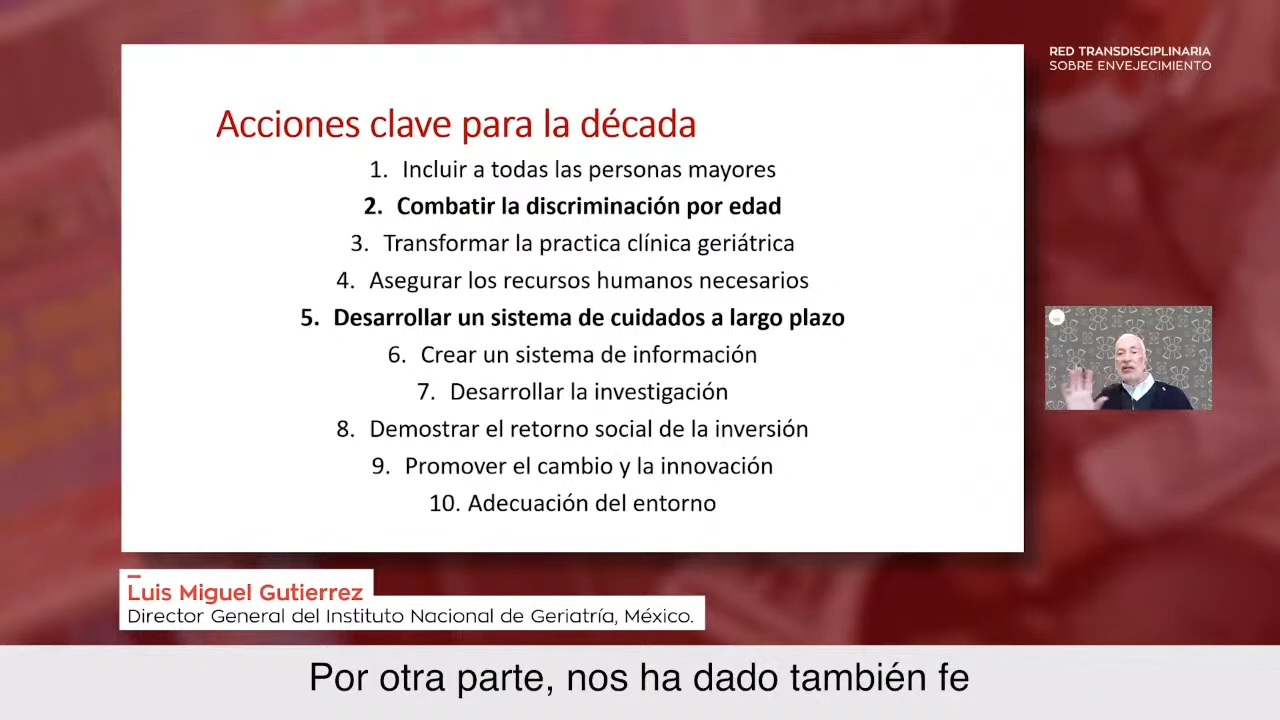 RED TRANSDISCIPLINARIA
SOBRE ENVEJECIMIENTO
Acciones clave para la década
1. Incluir a todas las personas mayores
2. Combatir la discriminación por edad
3. Transformar la practica clínica geriátrica
4. Asegurar los recursos humanos necesarios
5. Desarrollar un sistema de cuidados a largo plazo
6. Crear un sistema de información
7. Desarrollar la investigación
8. Demostrar el retorno social de la inversión
9. Promover el cambio y la innovación
10. Adecuación del entorno
Luis Miguel Gutierrez
Director General del Instituto Nacional de Geriatría, México.
Por otra parte, nos ha dado también fe